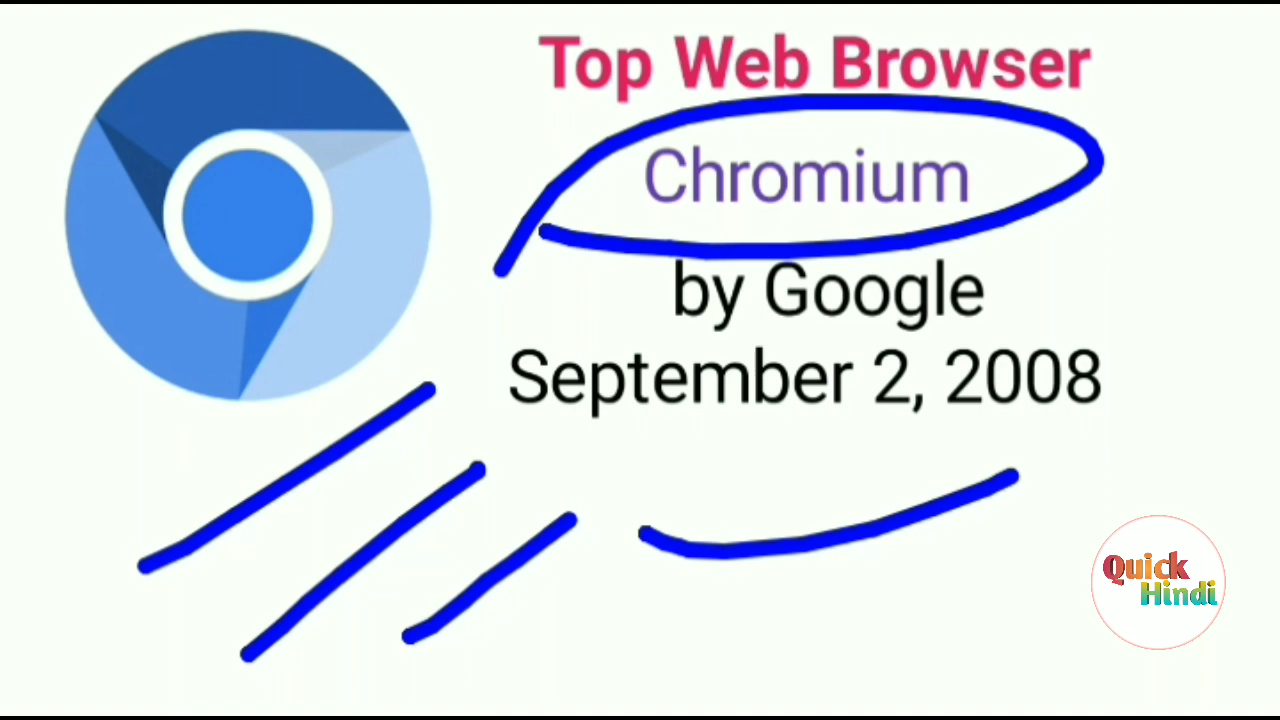 Top Web Browser
Chromium
by Google
September 2, 2008
Quick
Hindi